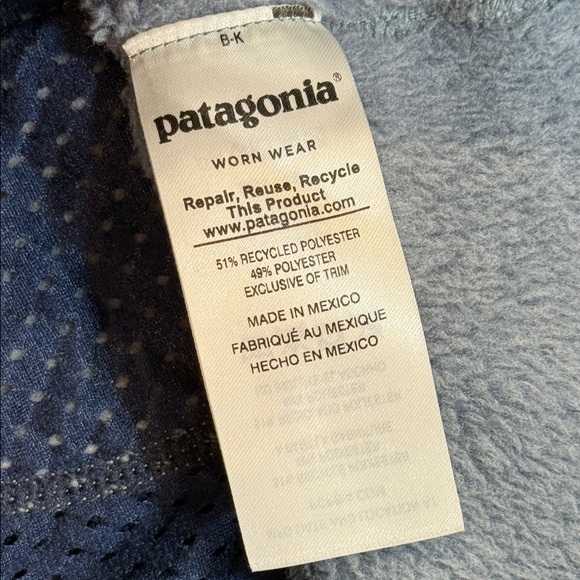 B-K
patagonia®
WORN WEAR
Repair, Reuse, Recycle
This Product
www.patagonia.com
51% RECYCLED POLYESTER
49% POLYESTER
EXCLUSIVE OF TRIM
MADE IN MEXICO
FABRIQUÉ AU MEXIQUE
HECHO EN MEXICO